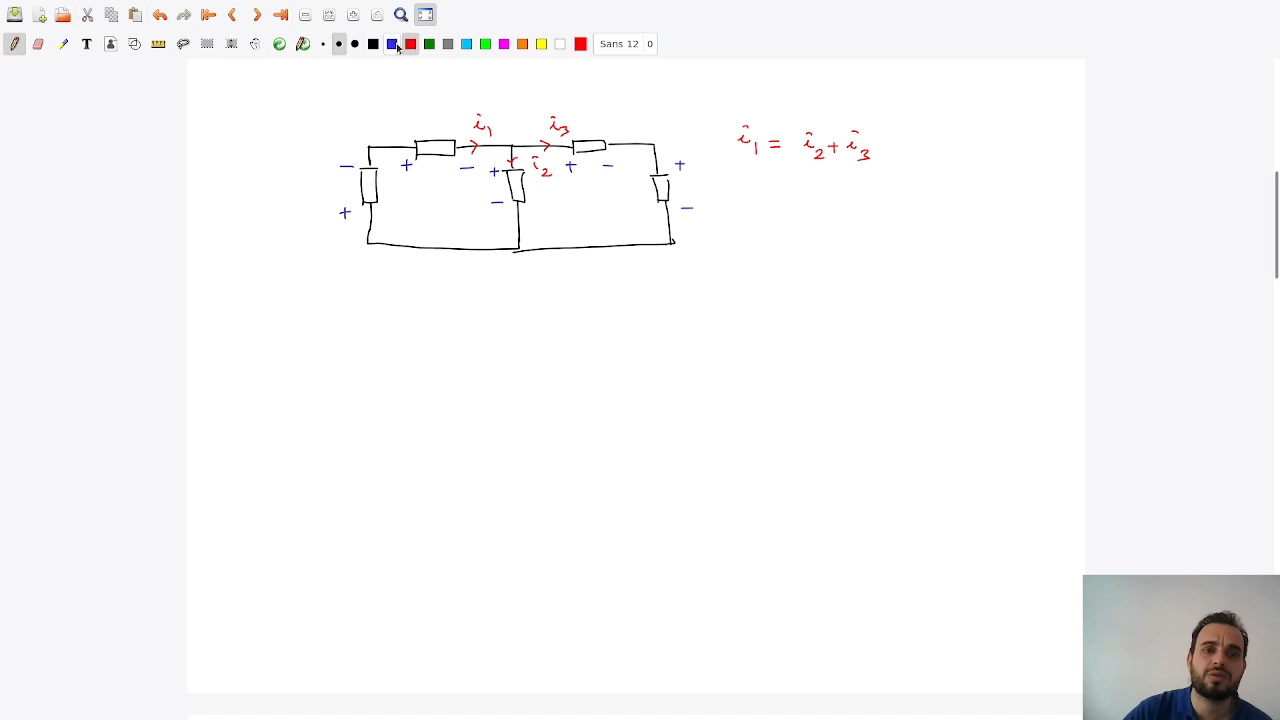 Sans 12 0
i₁ i₃
− + − + i₂ + − +
+ − −
i₁ = i₂ + i₃